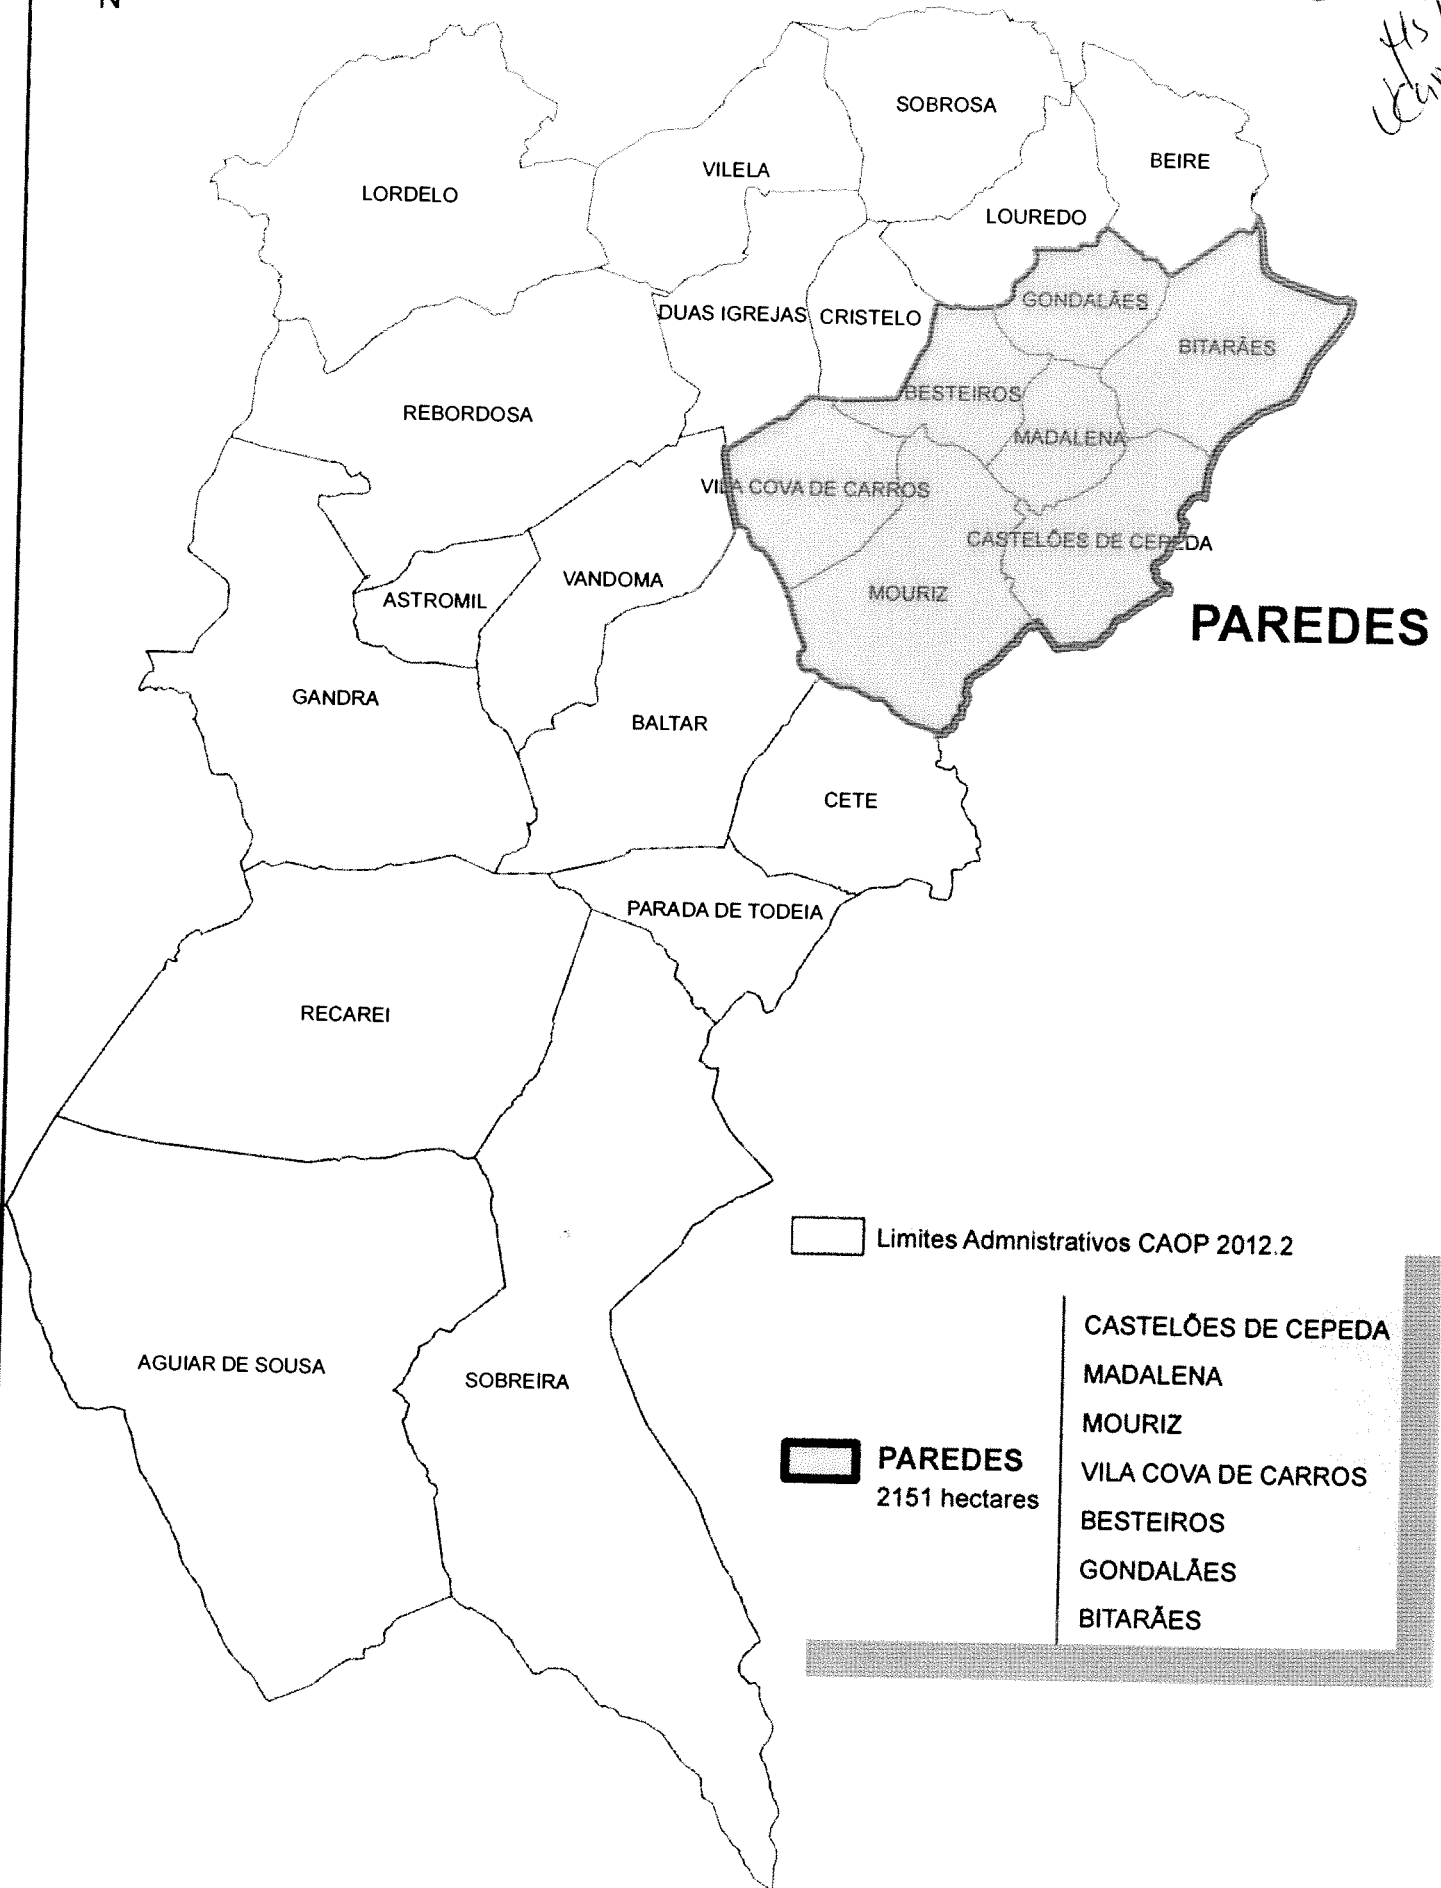 N
SOBROSA
BEIRE
VILELA
LORDELO
LOUREDO
GONDALÃES
DUAS IGREJAS
CRISTELO
BITARÃES
BESTEIROS
REBORDOSA
MADALENA
VILA COVA DE CARROS
CASTELÕES DE CEPEDA
VANDOMA
ASTROMIL
MOURIZ
PAREDES
GANDRA
BALTAR
CETE
PARADA DE TODEIA
RECAREI
Limites Admnistrativos CAOP 2012.2
AGUIAR DE SOUSA
SOBREIRA
PAREDES
2151 hectares
CASTELÕES DE CEPEDA
MADALENA
MOURIZ
VILA COVA DE CARROS
BESTEIROS
GONDALÃES
BITARÃES